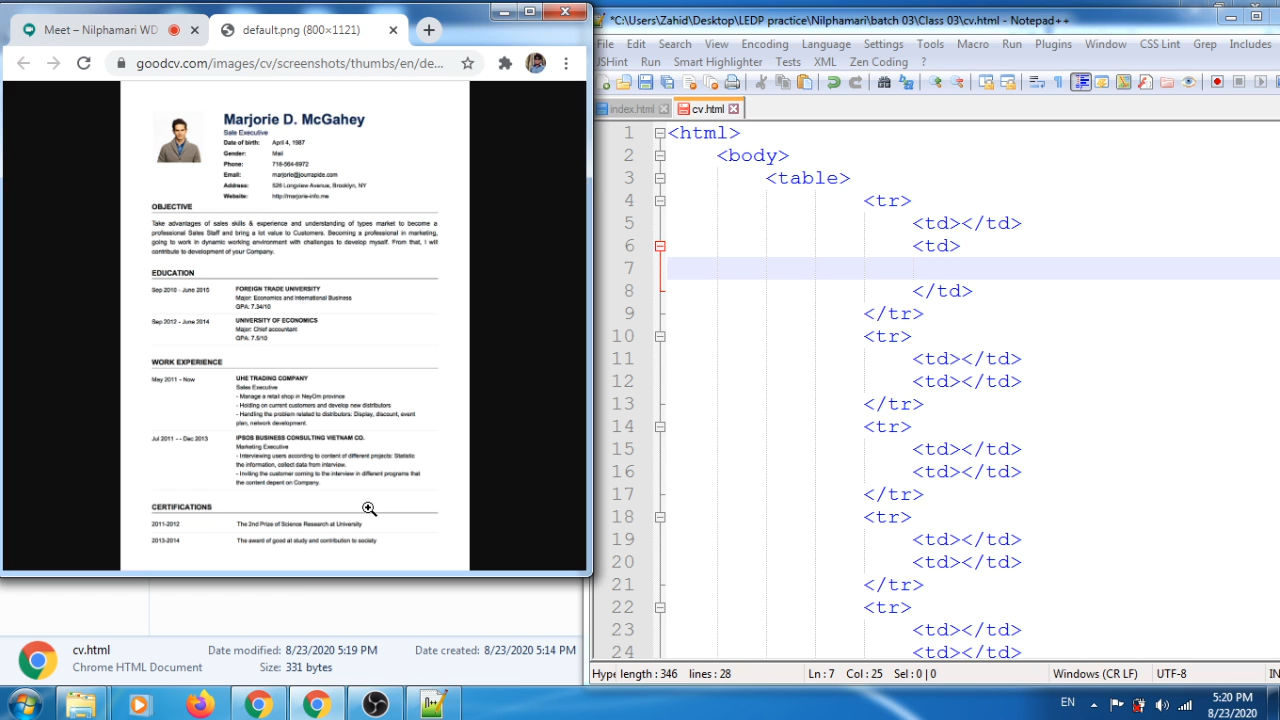 Meet – Nilphamari WD
default.png (800×1121)
goodcv.com/images/cv/screenshots/thumbs/en/de...
Marjorie D. McGahey
Sale Executive
Date of birth: April 4, 1987
Gender: Mail
Phone: 718-564-6972
Email: marjorie@jourrapide.com
Address: 526 Longview Avenue, Brooklyn, NY
Website: http://marjorie-info.me
OBJECTIVE
Take advantages of sales skills & experience and understanding of types market to become a
professional Sales Staff and bring a lot value to Customers. Becoming a professional in marketing,
going to work in dynamic working environment with challenges to develop myself. From that, I will
contribute to development of your Company.
EDUCATION
Sep 2010 - June 2015 FOREIGN TRADE UNIVERSITY
Major: Economics and International Business
GPA: 7.34/10
Sep 2012 - June 2014 UNIVERSITY OF ECONOMICS
Major: Chief accountant
GPA: 7.5/10
WORK EXPERIENCE
May 2011 - Now UHE TRADING COMPANY
Sales Executive
- Manage a retail shop in NeyOm province
- Holding on current customers and develop new distributors
- Handling the problem related to distributors: Display, discount, event
plan, network development.
Jul 2011 - - Dec 2013 IPSOS BUSINESS CONSULTING VIETNAM CO.
Marketing Executive
- Interviewing users according to content of different projects: Statistic
the information, collect data from interview.
- Inviting the customer coming to the interview in different programs that
the content depent on Company.
CERTIFICATIONS
2011-2012 The 2nd Prize of Science Research at University
2013-2014 The award of good at study and contribution to society
cv.html Date modified: 8/23/2020 5:19 PM Date created: 8/23/2020 5:14 PM
Chrome HTML Document Size: 331 bytes
*C:\Users\User\Desktop\LEDP materials\Practice\Class 03\cv.html - Notepad++
File Edit Search View Encoding Language Settings Tools Macro Run Plugins Window CSS Lint Grep Includes
JSHint Run Smart Highlighter Tests XML Zen Coding ?
index.html cv.html
1 <html>
2 <body>
3 <table>
4 <tr>
5 <td></td>
6 <td>
7
8 </td>
9 </tr>
10 <tr>
11 <td></td>
12 <td></td>
13 </tr>
14 <tr>
15 <td></td>
16 <td></td>
17 </tr>
18 <tr>
19 <td></td>
20 <td></td>
21 </tr>
22 <tr>
23 <td></td>
24 <td></td>
Hype length : 346 lines : 28 Ln : 7 Col : 25 Sel : 0 | 0 Windows (CR LF) UTF-8 IN
EN 5:20 PM
8/23/2020